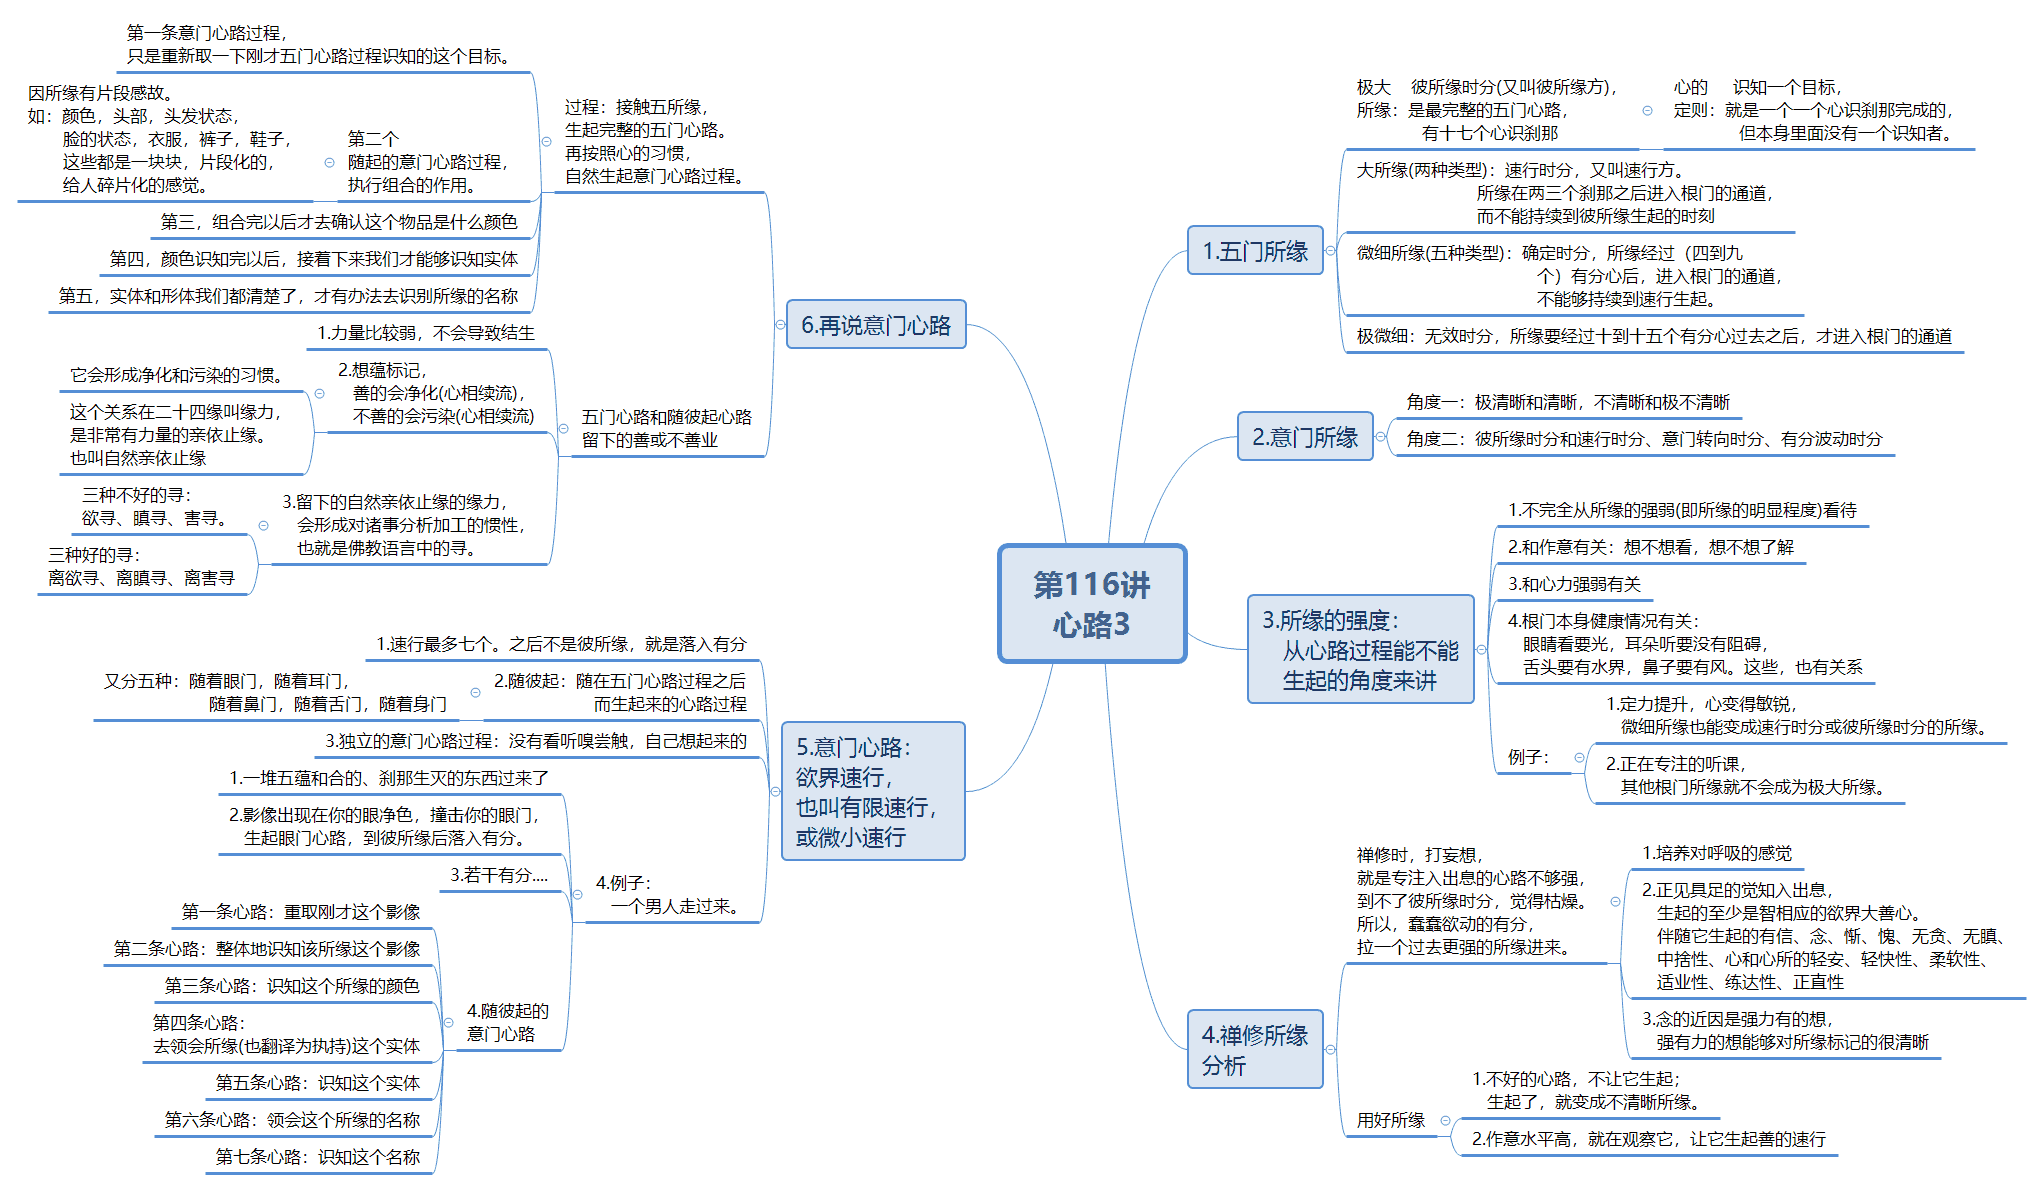 第116讲
心路3
1.五门所缘
极大　彼所缘时分(又叫彼所缘方)，
所缘：是最完整的五门心路，
有十七个心识刹那
心的　识知一个目标，
定则：就是一个一个心识刹那完成的，
但本身里面没有一个识知者。
大所缘(两种类型)：速行时分，又叫速行方。
所缘在两三个刹那之后进入根门的通道，
而不能持续到彼所缘生起的时刻
微细所缘(五种类型)：确定时分，所缘经过（四到九
个）有分心后，进入根门的通道，
不能够持续到速行生起。
极微细：无效时分，所缘要经过十到十五个有分心过去之后，才进入根门的通道
2.意门所缘
角度一：极清晰和清晰，不清晰和极不清晰
角度二：彼所缘时分和速行时分、意门转向时分、有分波动时分
3.所缘的强度：
从心路过程能不能
生起的角度来讲
1.不完全从所缘的强弱(即所缘的明显程度)看待
2.和作意有关：想不想看，想不想了解
3.和心力强弱有关
4.根门本身健康情况有关：
眼睛看要光，耳朵听要没有阻碍，
舌头要有水界，鼻子要有风。这些，也有关系
例子：
1.定力提升，心变得敏锐，
微细所缘也能变成速行时分或彼所缘时分的所缘。
2.正在专注的听课，
其他根门所缘就不会成为极大所缘。
4.禅修所缘
分析
禅修时，打妄想，
就是专注入出息的心路不够强，
到不了彼所缘时分，觉得枯燥。
所以，蠢蠢欲动的有分，
拉一个过去更强的所缘进来。
1.培养对呼吸的感觉
2.正见具足的觉知入出息，
生起的至少是智相应的欲界大善心。
伴随它生起的有信、念、惭、愧、无贪、无瞋、
中捨性、心和心所的轻安、轻快性、柔软性、
适业性、练达性、正直性
3.念的近因是强力有的想，
强有力的想能够对所缘标记的很清晰
用好所缘
1.不好的心路，不让它生起；
生起了，就变成不清晰所缘。
2.作意水平高，就在观察它，让它生起善的速行
5.意门心路：
欲界速行，
也叫有限速行，
或微小速行
1.速行最多七个。之后不是彼所缘，就是落入有分
2.随彼起：随在五门心路过程之后
而生起来的心路过程
又分五种：随着眼门，随着耳门，
随着鼻门，随着舌门，随着身门
3.独立的意门心路过程：没有看听嗅尝触，自己想起来的
4.例子：
一个男人走过来。
1.一堆五蕴和合的、刹那生灭的东西过来了
2.影像出现在你的眼净色，撞击你的眼门，
生起眼门心路，到彼所缘后落入有分。
3.若干有分....
4.随彼起的
意门心路
第一条心路：重取刚才这个影像
第二条心路：整体地识知该所缘这个影像
第三条心路：识知这个所缘的颜色
第四条心路：
去领会所缘(也翻译为执持)这个实体
第五条心路：识知这个实体
第六条心路：领会这个所缘的名称
第七条心路：识知这个名称
6.再说意门心路
过程：接触五所缘，
生起完整的五门心路。
再按照心的习惯，
自然生起意门心路过程。
第一条意门心路过程，
只是重新取一下刚才五门心路过程识知的这个目标。
第二个
随起的意门心路过程，
执行组合的作用。
因所缘有片段感故。
如：颜色，头部，头发状态，
脸的状态，衣服，裤子，鞋子，
这些都是一块块，片段化的，
给人碎片化的感觉。
第三，组合完以后才去确认这个物品是什么颜色
第四，颜色识知完以后，接着下来我们才能够识知实体
第五，实体和形体我们都清楚了，才有办法去识别所缘的名称
五门心路和随彼起心路
留下的善或不善业
1.力量比较弱，不会导致结生
2.想蕴标记，
善的会净化(心相续流)，
不善的会污染(心相续流)
它会形成净化和污染的习惯。
这个关系在二十四缘叫缘力，
是非常有力量的亲依止缘。
也叫自然亲依止缘
3.留下的自然亲依止缘的缘力，
会形成对诸事分析加工的惯性，
也就是佛教语言中的寻。
三种不好的寻：
欲寻、瞋寻、害寻。
三种好的寻：
离欲寻、离瞋寻、离害寻